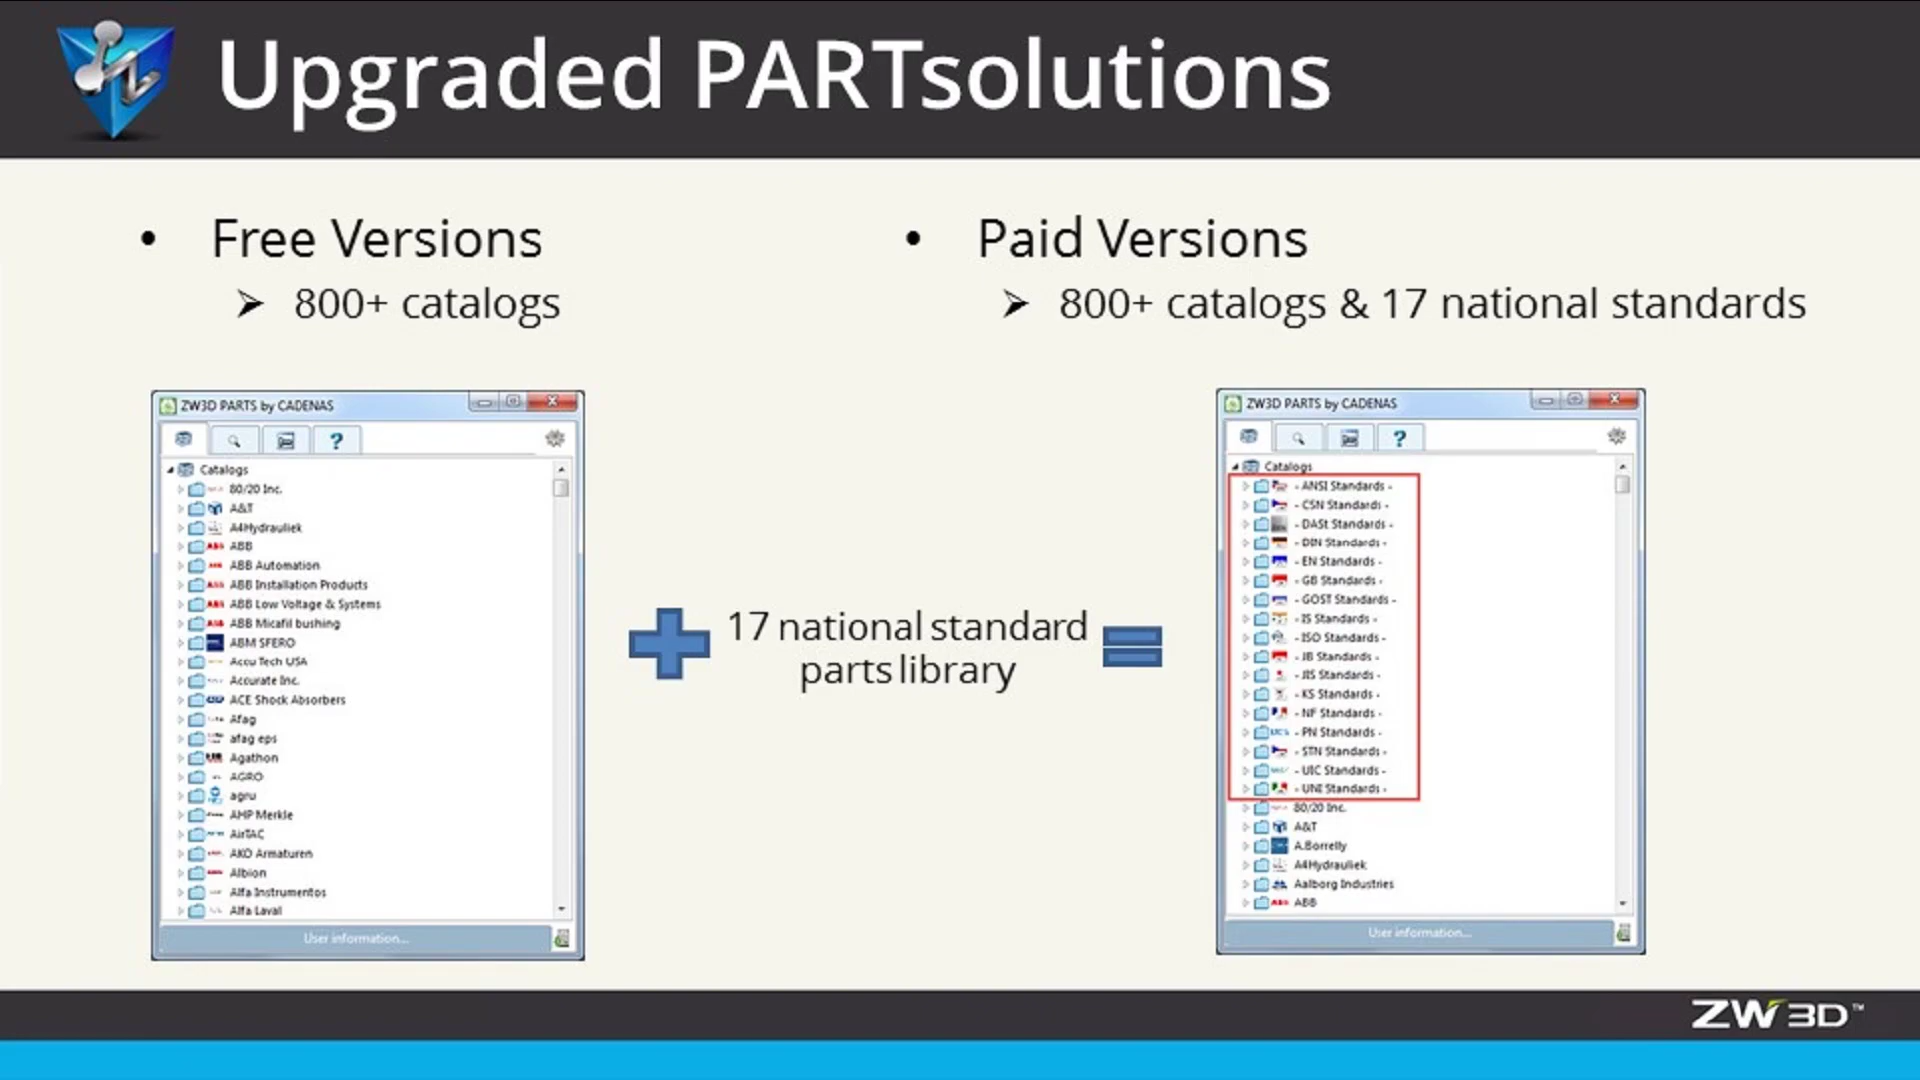 Upgraded PARTsolutions
• Free Versions
➢ 800+ catalogs
• Paid Versions
➢ 800+ catalogs & 17 national standards
ZW3D PARTS by CADENAS
?
Catalogs
80/20 Inc.
A&T
A4Hydrauliek
ABB
ABB Automation
ABB Installation Products
ABB Low Voltage & Systems
ABB Micafil bushing
ABM SFERO
Accu Tech USA
Accurate Inc.
ACE Shock Absorbers
Afag
afag eps
Agathon
AGRO
agru
AHP Merkle
AirTAC
AKO Armaturen
Albion
Alfa Instrumentos
Alfa Laval
User information...
17 national standard
parts library
ZW3D PARTS by CADENAS
?
Catalogs
- ANSI Standards -
- CSN Standards -
- DASt Standards -
- DIN Standards -
- EN Standards -
- GB Standards -
- GOST Standards -
- IS Standards -
- ISO Standards -
- JB Standards -
- JIS Standards -
- KS Standards -
- NF Standards -
- PN Standards -
- STN Standards -
- UIC Standards -
- UNI Standards -
80/20 Inc.
A&T
A.Borrelly
A4Hydrauliek
Aalborg Industries
ABB
User information...
ZW3D™